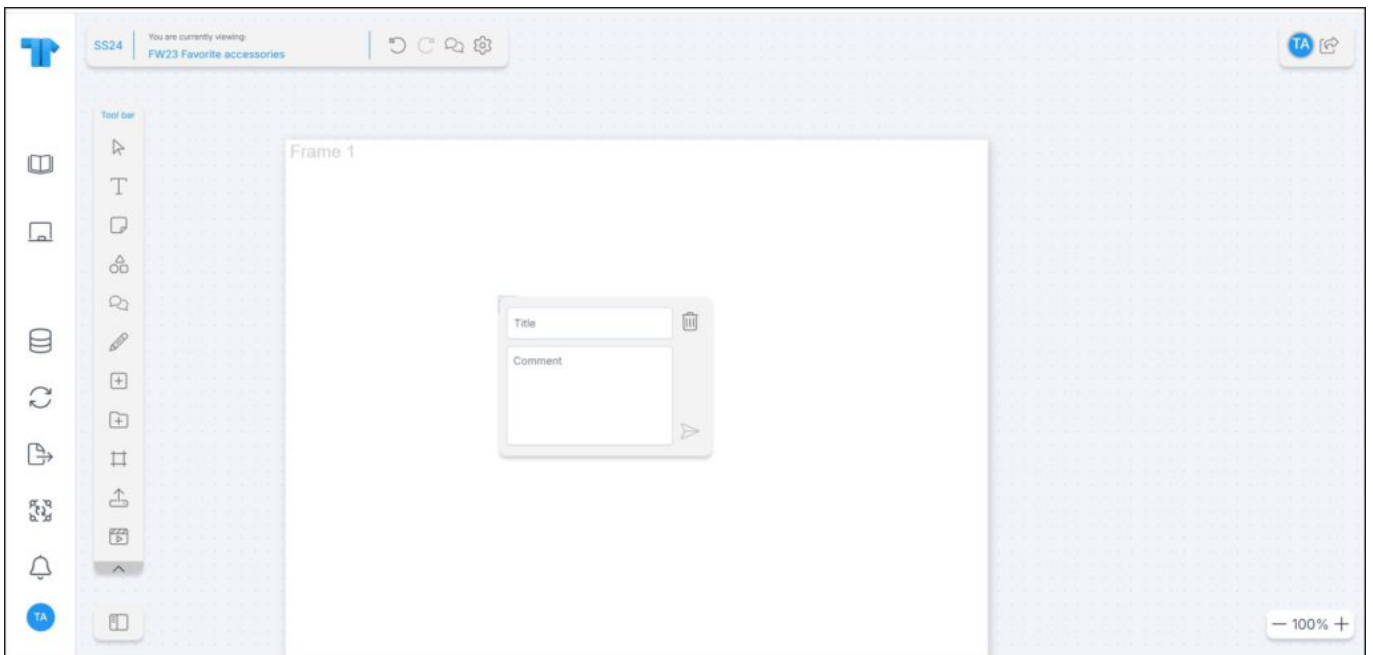 SS24
You are currently viewing:
FW23 Favorite accessories
TA
Tool bar
Frame 1
Title
Comment
TA
100%